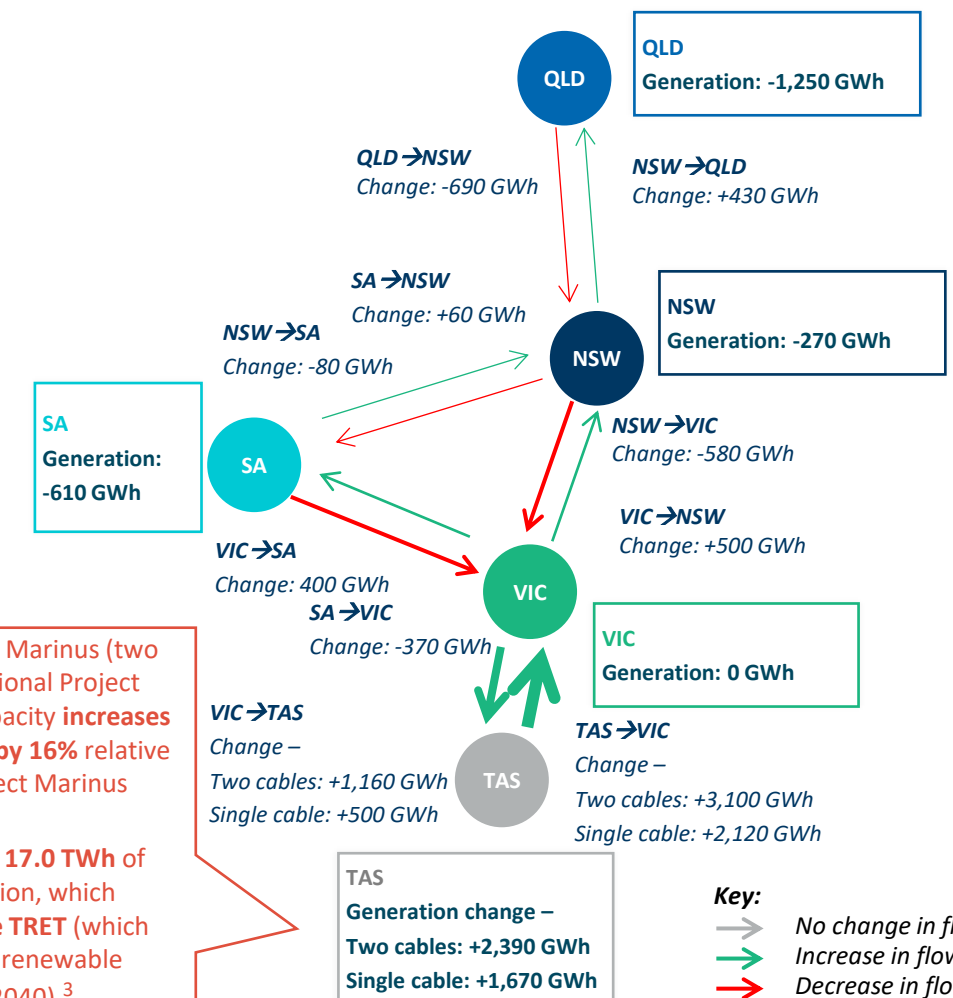 QLD
QLD
Generation: -1,250 GWh
QLD→NSW
Change: -690 GWh
NSW→QLD
Change: +430 GWh
SA→NSW
Change: +60 GWh
NSW→SA
Change: -80 GWh
NSW
NSW
Generation: -270 GWh
SA
Generation:
-610 GWh
SA
NSW→VIC
Change: -580 GWh
VIC→NSW
Change: +500 GWh
VIC→SA
Change: 400 GWh
SA→VIC
Change: -370 GWh
VIC
VIC
Generation: 0 GWh
Marinus (two
ional Project
pacity increases
by 16% relative
ect Marinus
17.0 TWh of
ion, which
e TRET (which
renewable
2040).3
VIC→TAS
Change –
Two cables: +1,160 GWh
Single cable: +500 GWh
TAS
TAS→VIC
Change –
Two cables: +3,100 GWh
Single cable: +2,120 GWh
TAS
Generation change –
Two cables: +2,390 GWh
Single cable: +1,670 GWh
Key:
No change in fl
Increase in flow
Decrease in flo